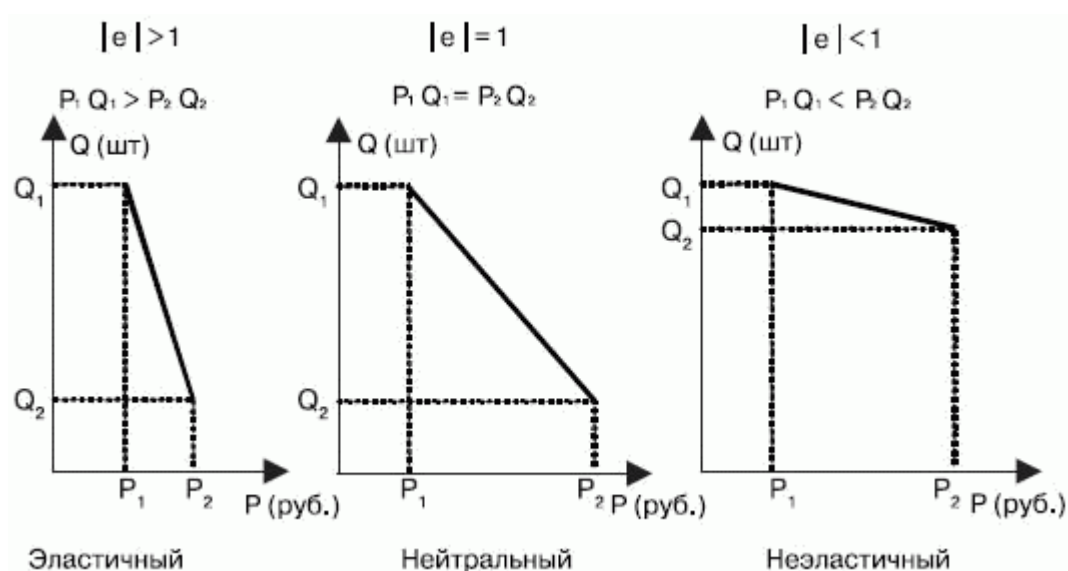 |e|>1
|e|=1
|e|<1
P₁ Q₁ > P₂ Q₂
P₁ Q₁ = P₂ Q₂
P₁ Q₁ < P₂ Q₂
Q (шт)
Q (шт)
Q (шт)
Q₁
Q₁
Q₁
Q₂
Q₂
Q₂
P₁ P₂ P (руб.)
P₁ P₂ P (руб.)
P₁ P₂ P (руб.)
Эластичный
Нейтральный
Неэластичный